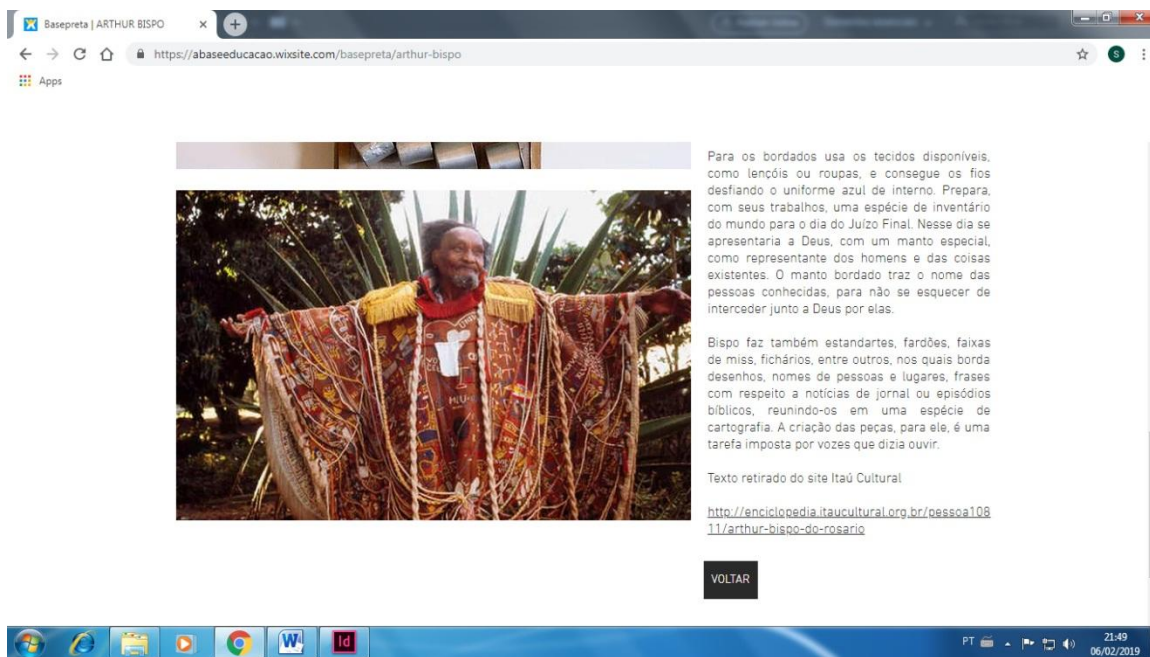 Basepreta | ARTHUR BISPO
https://abaseeducacao.wixsite.com/basepreta/arthur-bispo
S
Apps
Para os bordados usa os tecidos disponíveis,
como lençóis ou roupas, e consegue os fios
desfiando o uniforme azul de interno. Prepara,
com seus trabalhos, uma espécie de inventário
do mundo para o dia do Juízo Final. Nesse dia se
apresentaria a Deus, com um manto especial,
como representante dos homens e das coisas
existentes. O manto bordado traz o nome das
pessoas conhecidas, para não se esquecer de
interceder junto a Deus por elas.
Bispo faz também estandartes, fardões, faixas
de miss, fichários, entre outros, nos quais borda
desenhos, nomes de pessoas e lugares, frases
com respeito a notícias de jornal ou episódios
bíblicos, reunindo-os em uma espécie de
cartografia. A criação das peças, para ele, é uma
tarefa imposta por vozes que dizia ouvir.
Texto retirado do site Itaú Cultural
http://enciclopedia.itaucultural.org.br/pessoa108
11/arthur-bispo-do-rosario
VOLTAR
W
Id
PT
21:49
06/02/2019